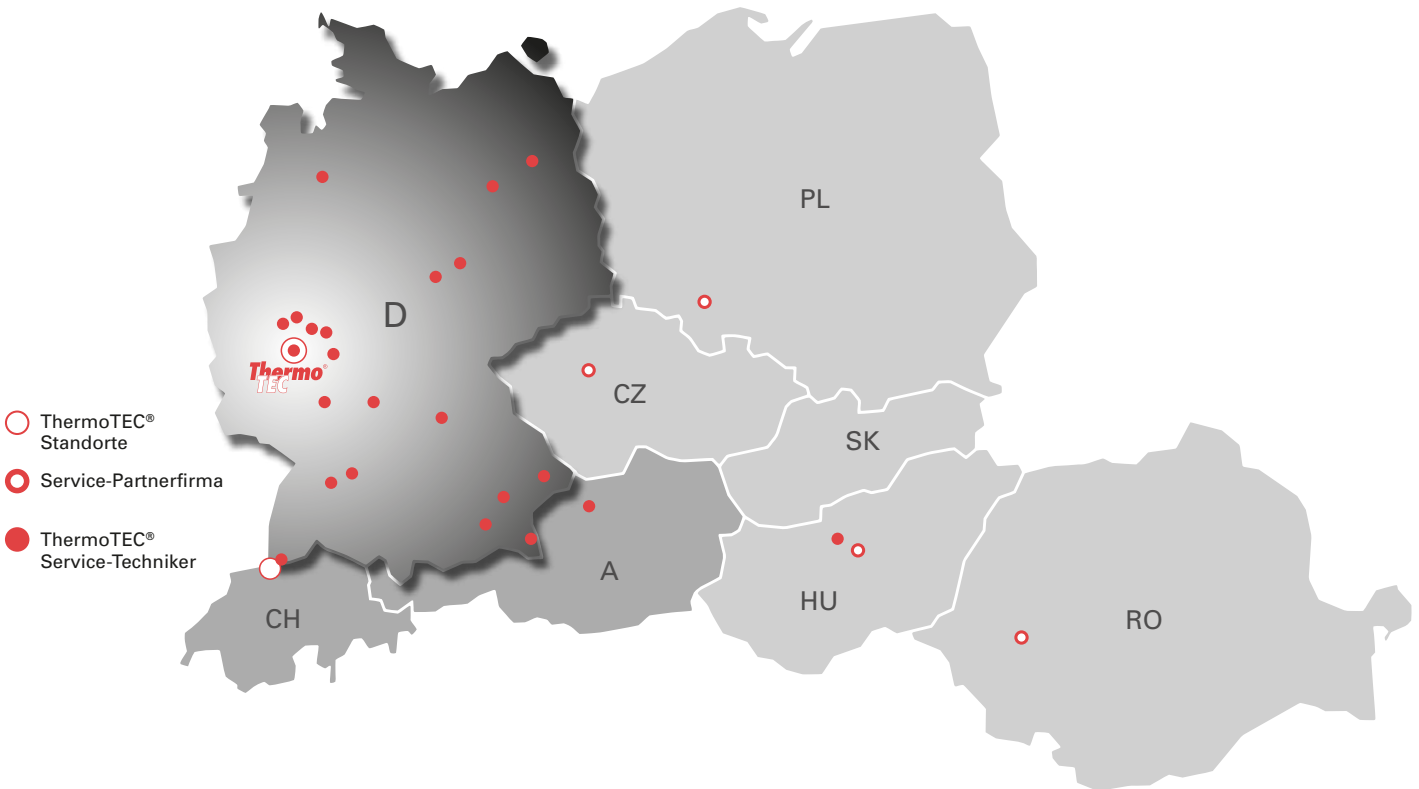 PL
D
Thermo®
TEC
CZ
SK
ThermoTEC®
Standorte
Service-Partnerfirma
ThermoTEC®
Service-Techniker
A
HU
CH
RO